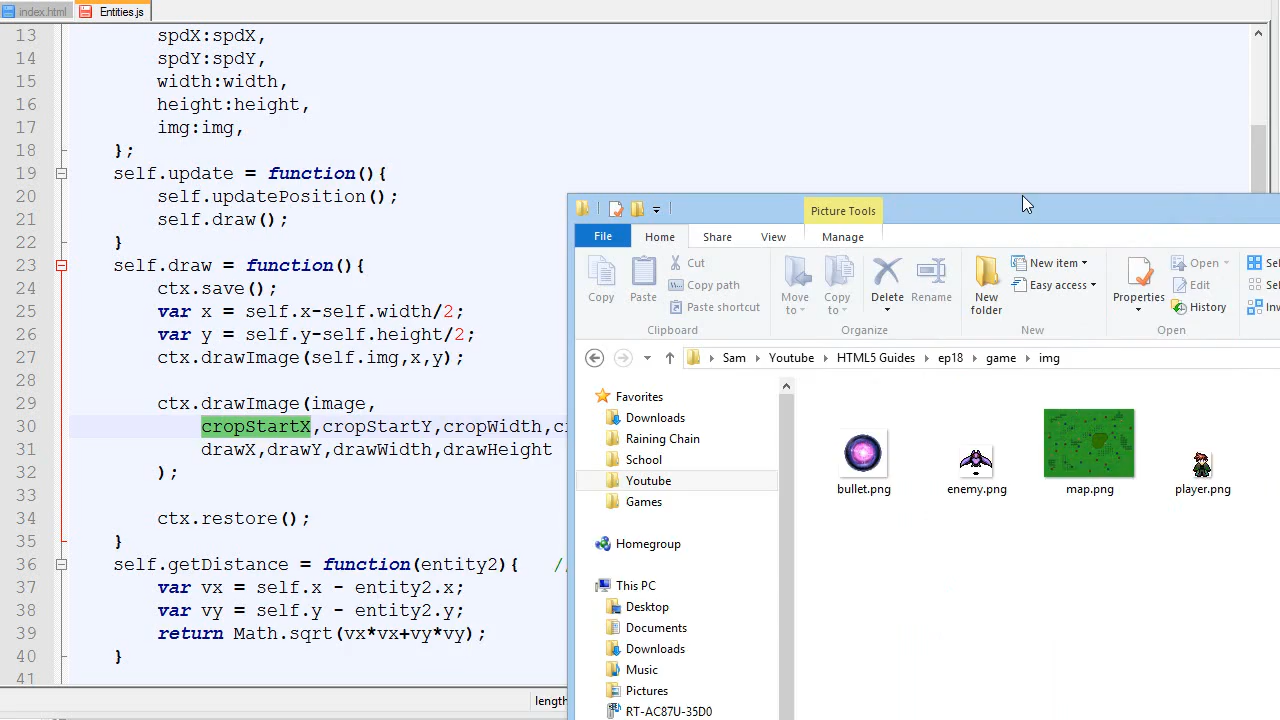 index.html
Entities.js
13 spdX:spdX,
14 spdY:spdY,
15 width:width,
16 height:height,
17 img:img,
18 };
19 self.update = function(){
20 self.updatePosition();
21 self.draw();
22 }
23 self.draw = function(){
24 ctx.save();
25 var x = self.x-self.width/2;
26 var y = self.y-self.height/2;
27 ctx.drawImage(self.img,x,y);
28
29 ctx.drawImage(image,
30 cropStartX,cropStartY,cropWidth,c
31 drawX,drawY,drawWidth,drawHeight
32 );
33
34 ctx.restore();
35 }
36 self.getDistance = function(entity2){ /
37 var vx = self.x - entity2.x;
38 var vy = self.y - entity2.y;
39 return Math.sqrt(vx*vx+vy*vy);
40 }
41
length
Picture Tools
File Home Share View Manage
Copy
Paste
Cut
Copy path
Paste shortcut
Clipboard
Move to
Copy to
Delete
Rename
Organize
New folder
New item
Easy access
New
Properties
Open
Edit
History
Open
Sel
Sel
Inv
Sam Youtube HTML5 Guides ep18 game img
Favorites
Downloads
Raining Chain
School
Youtube
Games
Homegroup
This PC
Desktop
Documents
Downloads
Music
Pictures
RT-AC87U-35D0
bullet.png
enemy.png
map.png
player.png